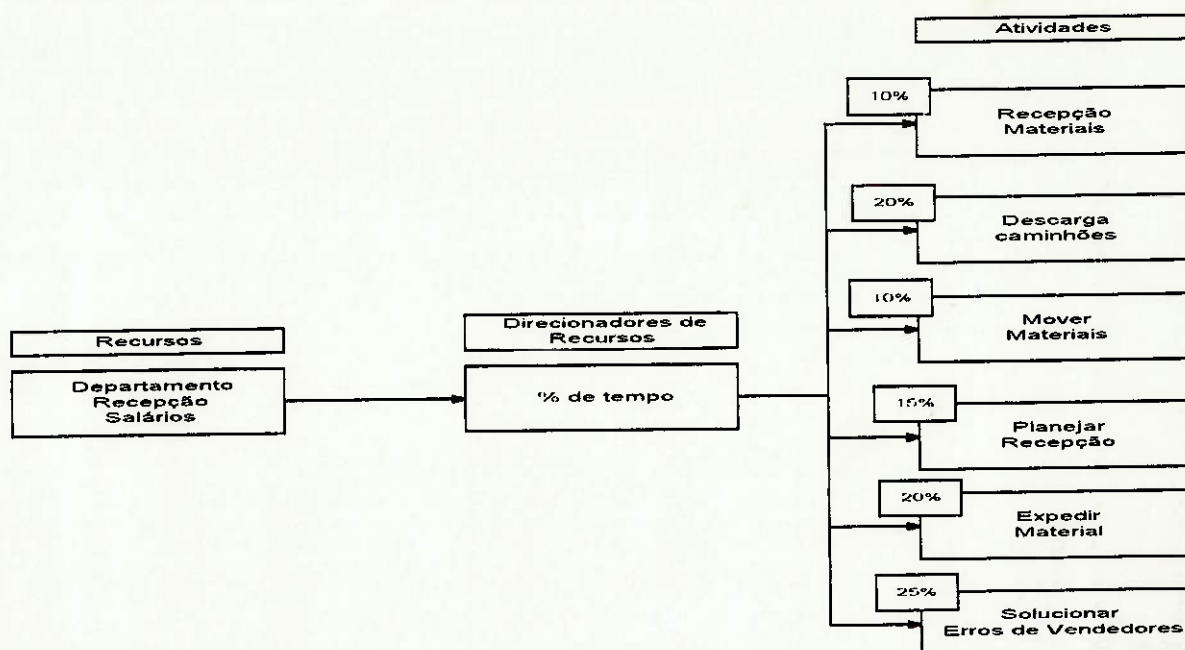 Atividades
10%
Recepção
Materiais
20%
Descarga
caminhões
10%
Mover
Materiais
Recursos
Departamento
Recepção
Salários
Direcionadores de
Recursos
% de tempo
15%
Planejar
Recepção
20%
Expedir
Material
25%
Solucionar
Erros de Vendedores